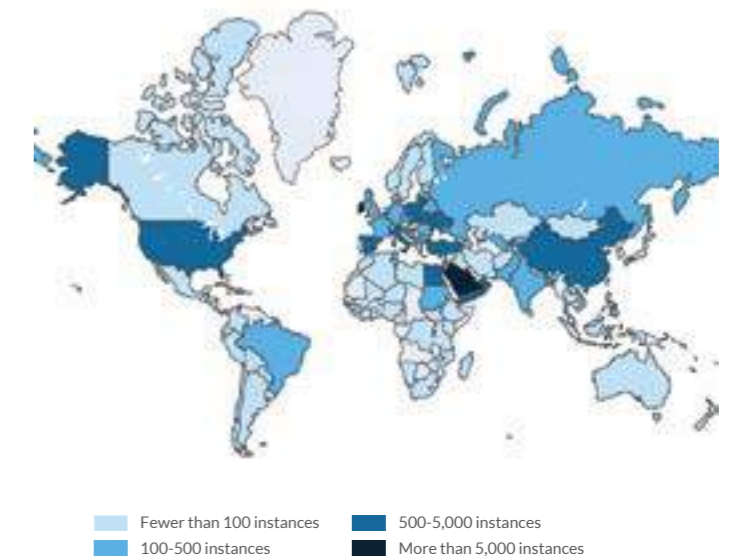 Fewer than 100 instances
500-5,000 instances
100-500 instances
More than 5,000 instances